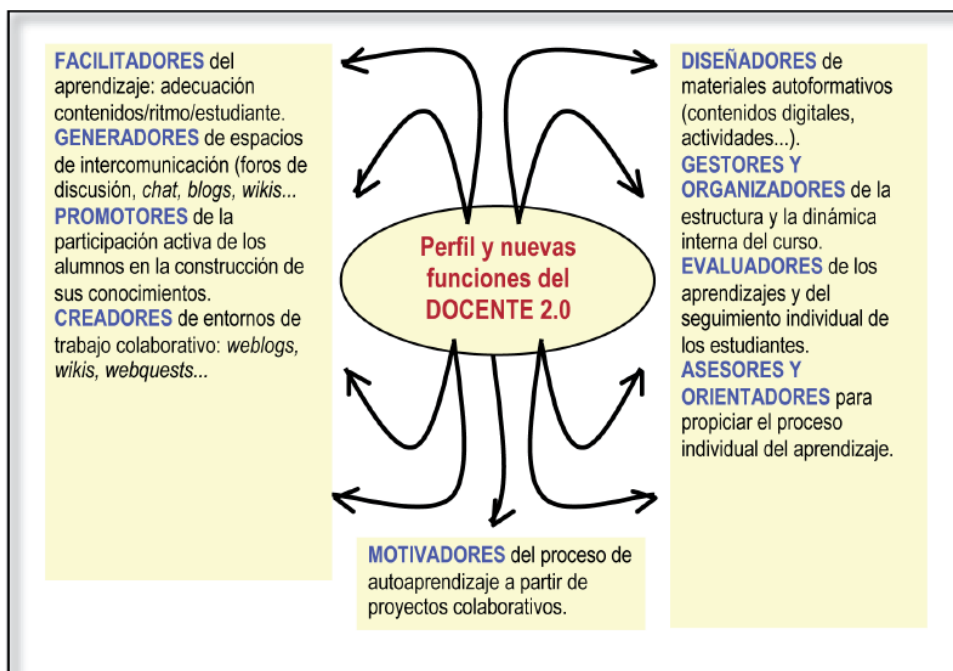 FACILITADORES del
aprendizaje: adecuación
contenidos/ritmo/estudiante.
GENERADORES de espacios
de intercomunicación (foros de
discusión, chat, blogs, wikis...
PROMOTORES de la
participación activa de los
alumnos en la construcción de
sus conocimientos.
CREADORES de entornos de
trabajo colaborativo: weblogs,
wikis, webquests...
Perfil y nuevas
funciones del
DOCENTE 2.0
DISEÑADORES de
materiales autoformativos
(contenidos digitales,
actividades...).
GESTORES Y
ORGANIZADORES de la
estructura y la dinámica
interna del curso.
EVALUADORES de los
aprendizajes y del
seguimiento individual de
los estudiantes.
ASESORES Y
ORIENTADORES para
propiciar el proceso
individual del aprendizaje.
MOTIVADORES del proceso de
autoaprendizaje a partir de
proyectos colaborativos.